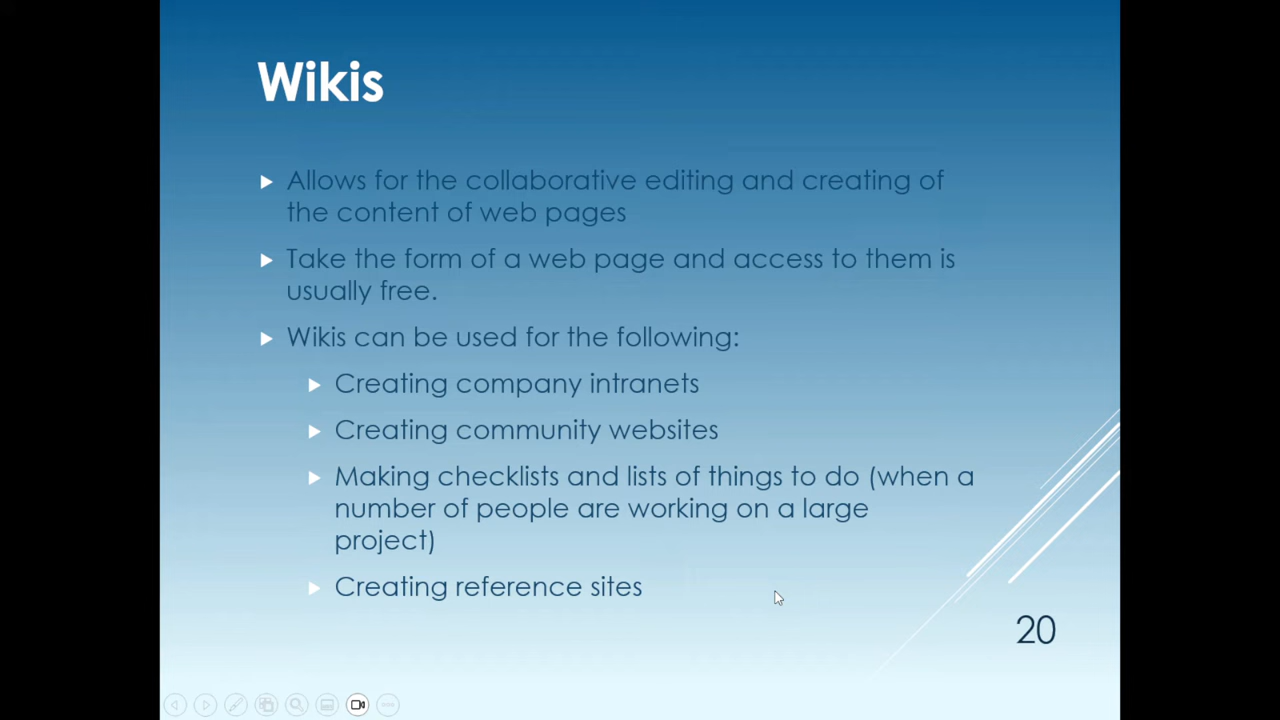 Wikis
Allows for the collaborative editing and creating of
the content of web pages
Take the form of a web page and access to them is
usually free.
Wikis can be used for the following:
Creating company intranets
Creating community websites
Making checklists and lists of things to do (when a
number of people are working on a large
project)
Creating reference sites
20